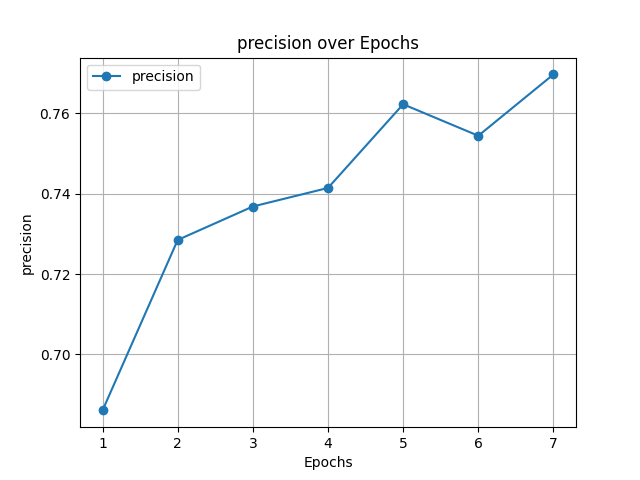 precision over Epochs
precision
0.76
0.74
0.72
0.70
precision
1 2 3 4 5 6 7
Epochs